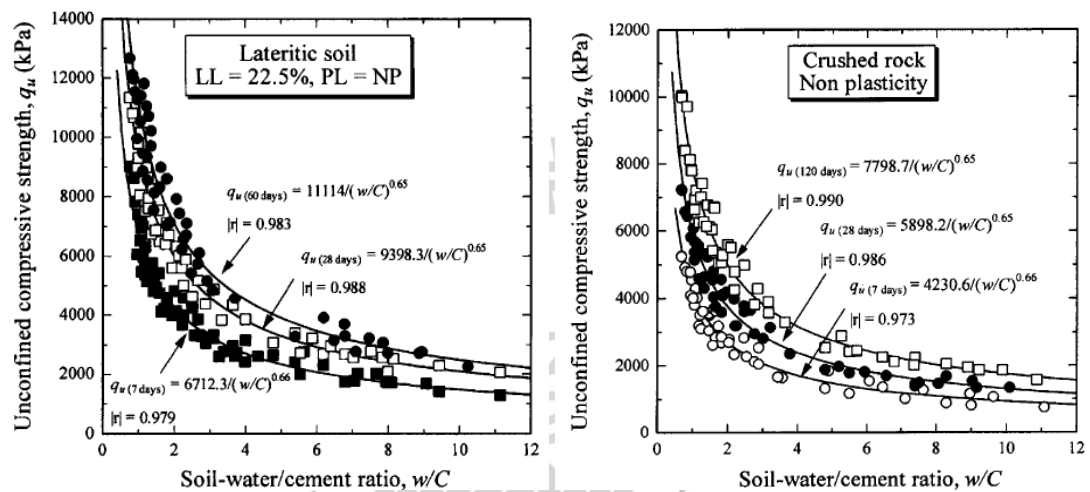 Lateritic soil
LL = 22.5%, PL = NP
Unconfined compressive strength, qu (kPa)
14000
12000
10000
8000
6000
4000
2000
0
qu (60 days) = 11114/(w/C)^0.65
|r| = 0.983
qu (28 days) = 9398.3/(w/C)^0.65
|r| = 0.988
qu (7 days) = 6712.3/(w/C)^0.66
|r| = 0.979
0 2 4 6 8 10 12
Soil-water/cement ratio, w/C
Crushed rock
Non plasticity
Unconfined compressive strength, qu (kPa)
12000
10000
8000
6000
4000
2000
0
qu (120 days) = 7798.7/(w/C)^0.65
|r| = 0.990
qu (28 days) = 5898.2/(w/C)^0.65
|r| = 0.986
qu (7 days) = 4230.6/(w/C)^0.66
|r| = 0.973
0 2 4 6 8 10 12
Soil-water/cement ratio, w/C